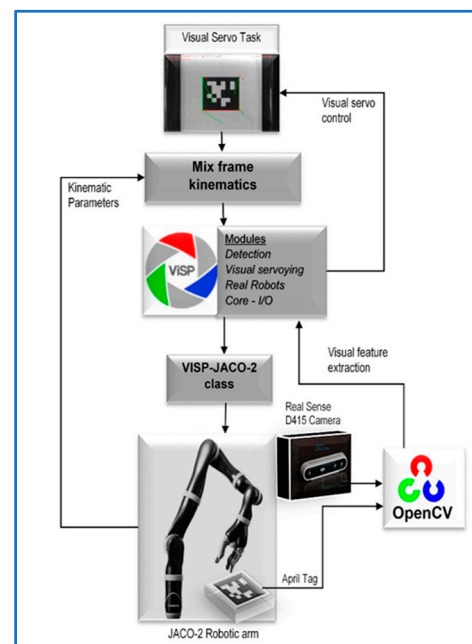 Visual Servo Task
Visual servo
control
Kinematic
Parameters
Mix frame
kinematics
ViSP
Modules
Detection
Visual servoying
Real Robots
Core - I/O
Visual feature
extraction
VISP-JACO-2
class
Real Sense
D415 Camera
OpenCV
April Tag
JACO-2 Robotic arm